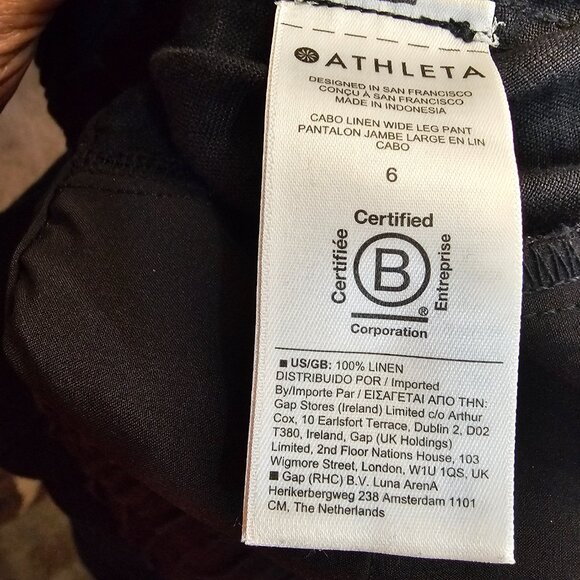 ATHLETA
DESIGNED IN SAN FRANCISCO
CONÇU À SAN FRANCISCO
MADE IN INDONESIA
CABO LINEN WIDE LEG PANT
PANTALON JAMBE LARGE EN LIN
CABO
6
Certified
Certifiée
B
Entreprise
®
Corporation
■ US/GB: 100% LINEN
DISTRIBUIDO POR / Imported
By/Importe Par / ΕΙΣΑΓΕΤΑΙ ΑΠΟ ΤΗΝ:
Gap Stores (Ireland) Limited c/o Arthur
Cox, 10 Earlsfort Terrace, Dublin 2, D02
T380, Ireland, Gap (UK Holdings)
Limited, 2nd Floor Nations House, 103
Wigmore Street, London, W1U 1QS, UK
■ Gap (RHC) B.V. Luna ArenA
Herikerbergweg 238 Amsterdam 1101
CM, The Netherlands